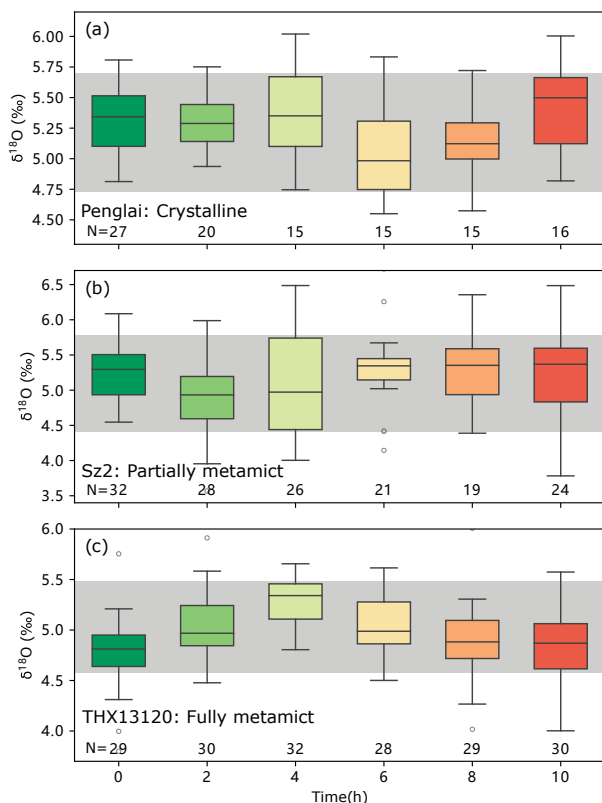 (a)
6.00
5.75
5.50
5.25
5.00
4.75
4.50
δ¹⁸O (‰)
Penglai: Crystalline
N=27 20 15 15 15 16
(b)
6.5
6.0
5.5
5.0
4.5
4.0
3.5
δ¹⁸O (‰)
Sz2: Partially metamict
N=32 28 26 21 19 24
(c)
6.0
5.5
5.0
4.5
4.0
δ¹⁸O (‰)
THX13120: Fully metamict
N=29 30 32 28 29 30
0 2 4 6 8 10
Time(h)